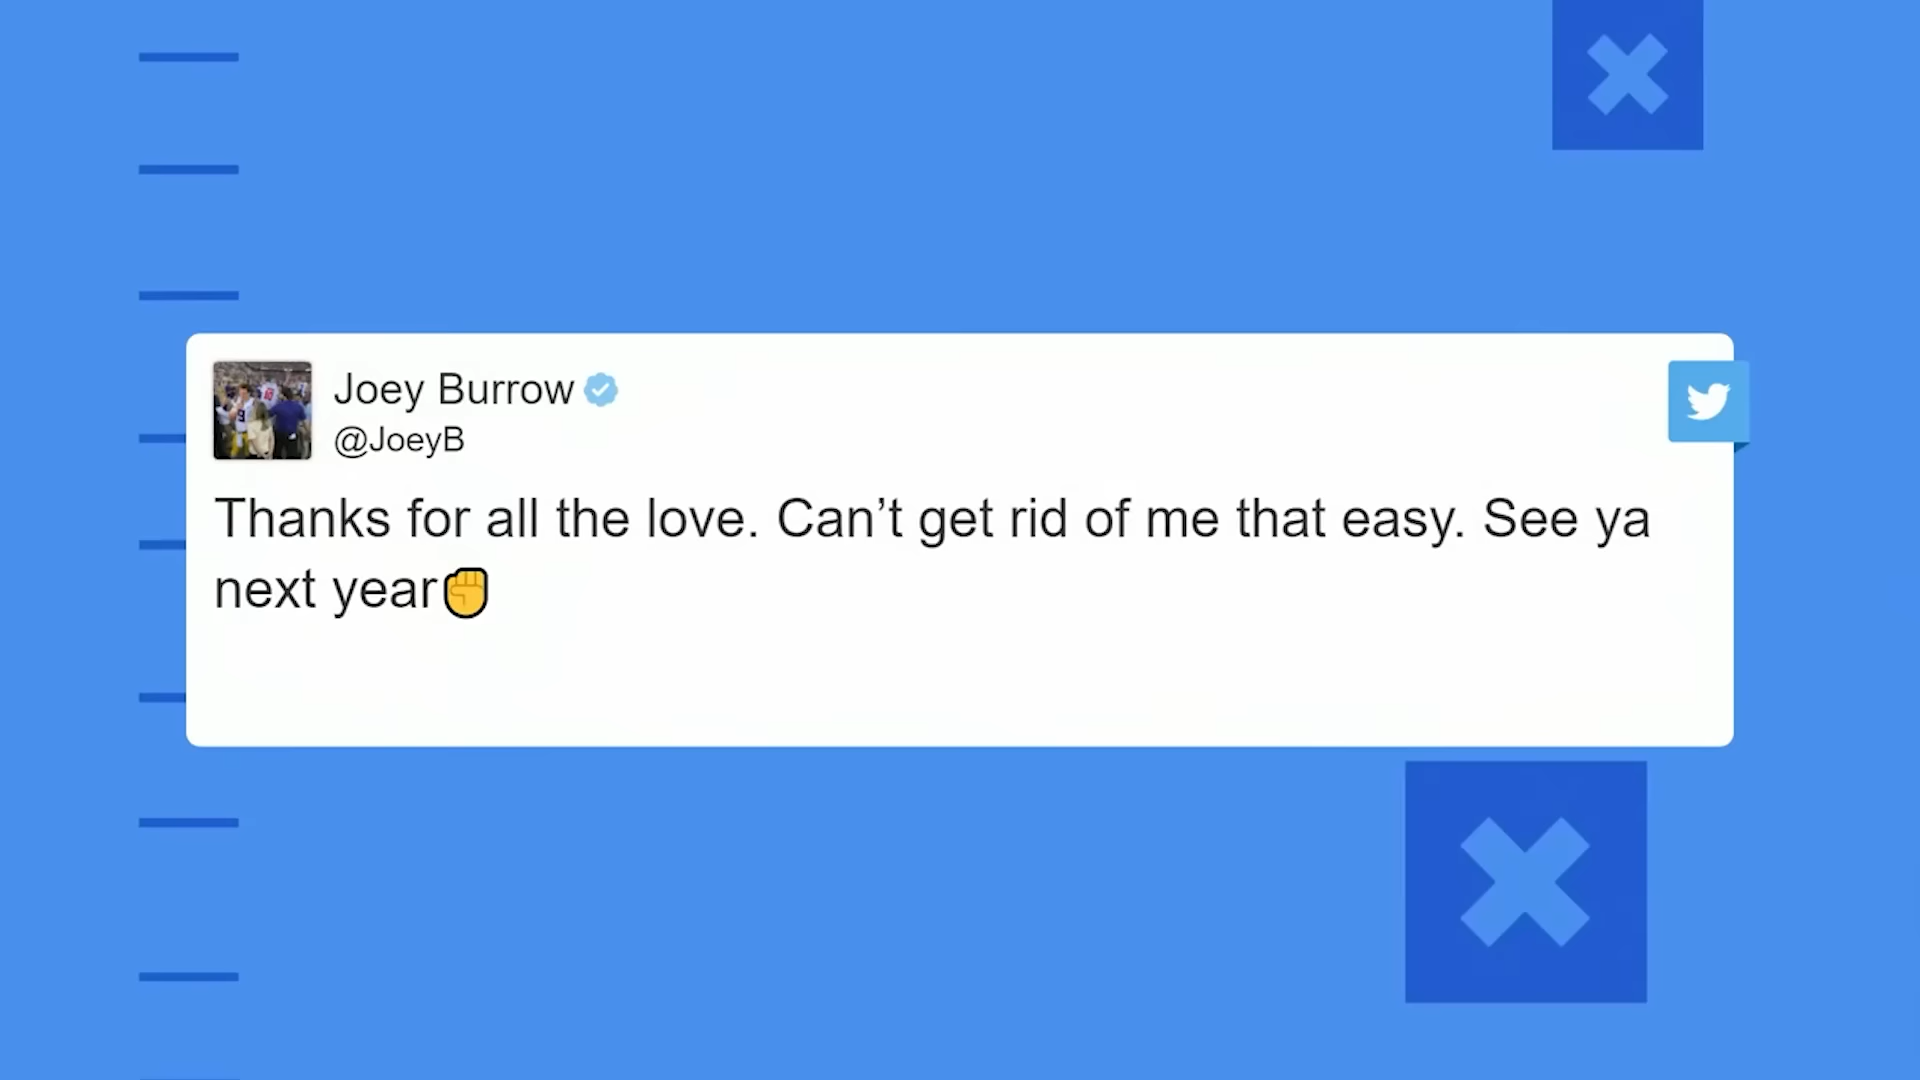 Joey Burrow
@JoeyB
Thanks for all the love. Can’t get rid of me that easy. See ya
next year✊